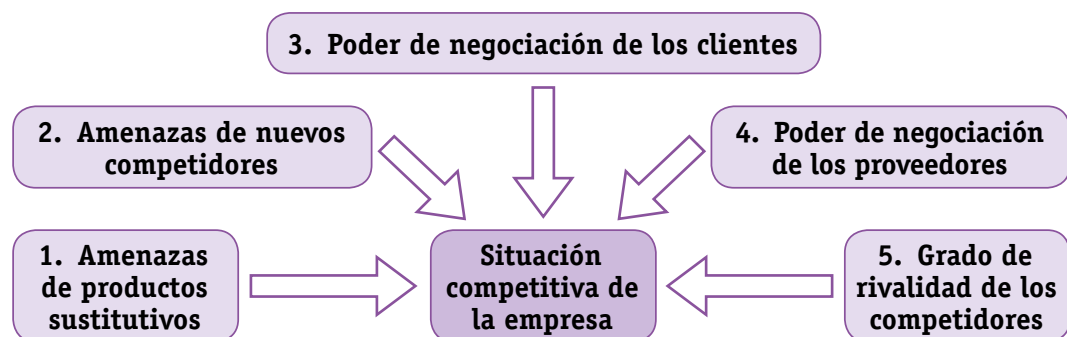 3. Poder de negociación de los clientes
2. Amenazas de nuevos
competidores
4. Poder de negociación
de los proveedores
1. Amenazas
de productos
sustitutivos
Situación
competitiva de
la empresa
5. Grado de
rivalidad de los
competidores